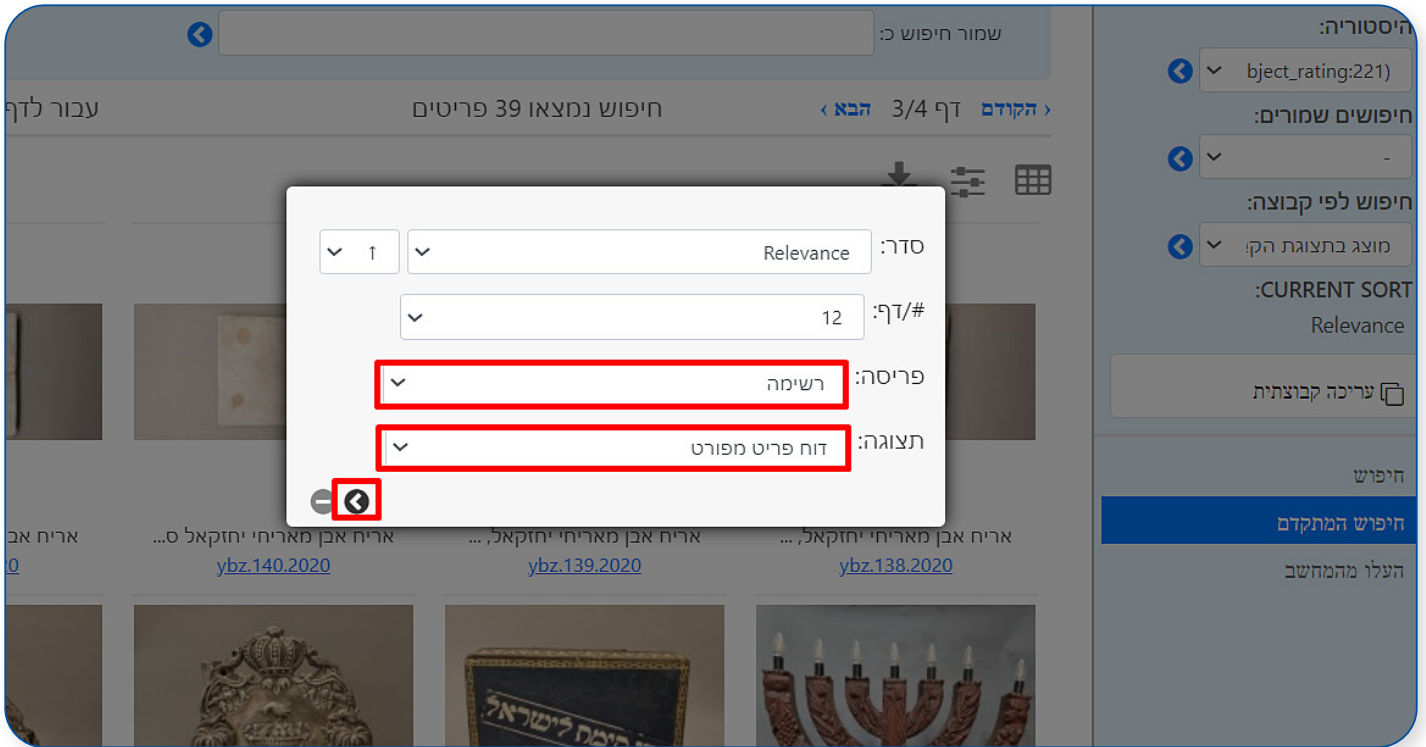 היסטוריה:
bject_rating:221)
חיפושים שמורים:
-
חיפוש לפי קבוצה:
מוצג בתצוגת הקי
CURRENT SORT:
Relevance
עריכה קבוצתית
חיפוש
חיפוש המתקדם
העלו מהמחשב
שמור חיפוש כ:
‹ הקודם דף 3/4 הבא ›
חיפוש נמצאו 39 פריטים
עבור לדף
סדר: Relevance ↑
#/דף: 12
פריסה: רשימה
תצוגה: דוח פריט מפורט
אריח אבן מאריחי יחזקאל, ...
ybz.138.2020
אריח אבן מאריחי יחזקאל, ...
ybz.139.2020
אריח אבן מאריחי יחזקאל ס...
ybz.140.2020
אריח אב
20
לישראל